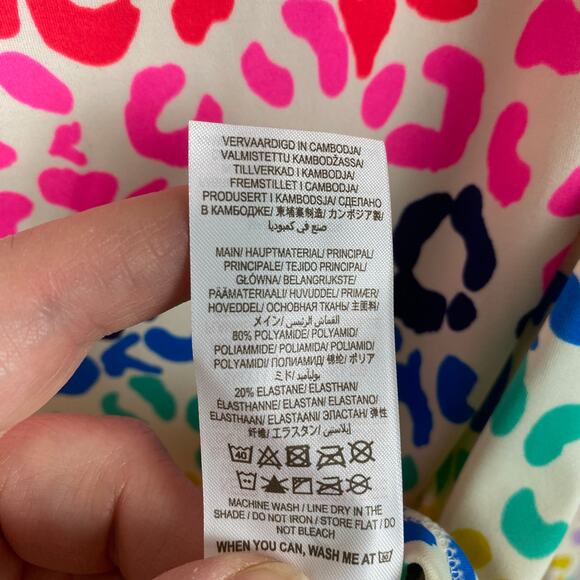 VERVAARDIGD IN CAMBODJA/
VALMISTETTU KAMBODŽASSA/
TILLVERKAD I KAMBODJA/
FREMSTILLET I CAMBODJA/
PRODUSERT I KAMBODSJA/ СДЕЛАНО
В КАМБОДЖЕ/ 柬埔寨制造/ カンボジア製/
صنع في كمبوديا
MAIN/ HAUPTMATERIAL/ PRINCIPAL/
PRINCIPALE/ TEJIDO PRINCIPAL/
GŁÓWNA/ BELANGRIJKSTE/
PÄÄMATERIAALI/ HUVUDDEL/ PRIMÆR/
HOVEDDEL/ ОСНОВНАЯ ТКАНЬ/ 主面料/
メイン/ القماش الرئيسي/
80% POLYAMIDE/ POLYAMID/
POLIAMMIDE/ POLIAMIDA/ POLIAMID/
POLYAMIDI/ ПОЛИАМИД/ 锦纶/ ポリア
ミド/ بولياميد
20% ELASTANE/ ELASTHAN/
ÉLASTHANNE/ ELASTAN/ ELASTANO/
ELASTHAAN/ ELASTAANI/ ЭЛАСТАН/ 弹性
纤维/ エラスタン/ إيلاستين
40
MACHINE WASH / LINE DRY IN THE
SHADE / DO NOT IRON / STORE FLAT / DO
NOT BLEACH
WHEN YOU CAN, WASH ME AT 30